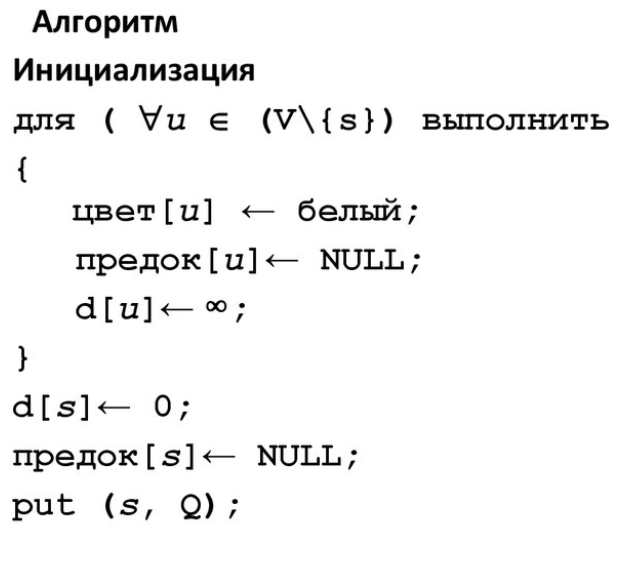 Алгоритм
Инициализация
для ( ∀u ∈ (V\{s}) выполнить
{
цвет[u] ← белый;
предок[u]← NULL;
d[u]← ∞;
}
d[s]← 0;
предок[s]← NULL;
put (s, Q);